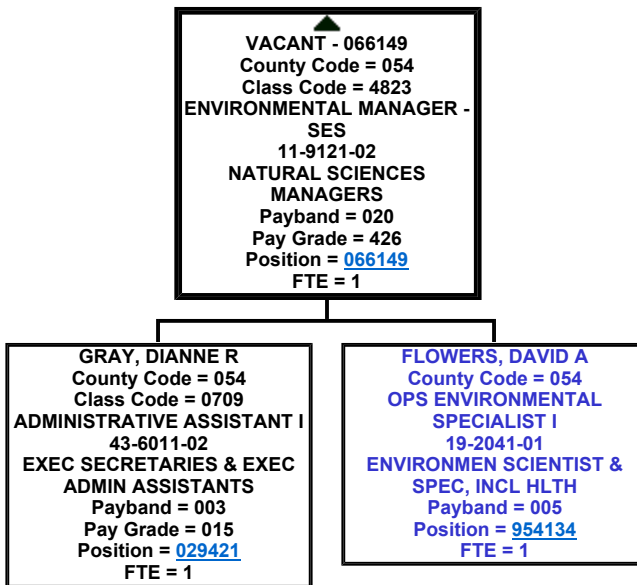 VACANT - 066149
County Code = 054
Class Code = 4823
ENVIRONMENTAL MANAGER -
SES
11-9121-02
NATURAL SCIENCES
MANAGERS
Payband = 020
Pay Grade = 426
Position = 066149
FTE = 1
GRAY, DIANNE R
County Code = 054
Class Code = 0709
ADMINISTRATIVE ASSISTANT I
43-6011-02
EXEC SECRETARIES & EXEC
ADMIN ASSISTANTS
Payband = 003
Pay Grade = 015
Position = 029421
FTE = 1
FLOWERS, DAVID A
County Code = 054
OPS ENVIRONMENTAL
SPECIALIST I
19-2041-01
ENVIRONMEN SCIENTIST &
SPEC, INCL HLTH
Payband = 005
Position = 954134
FTE = 1